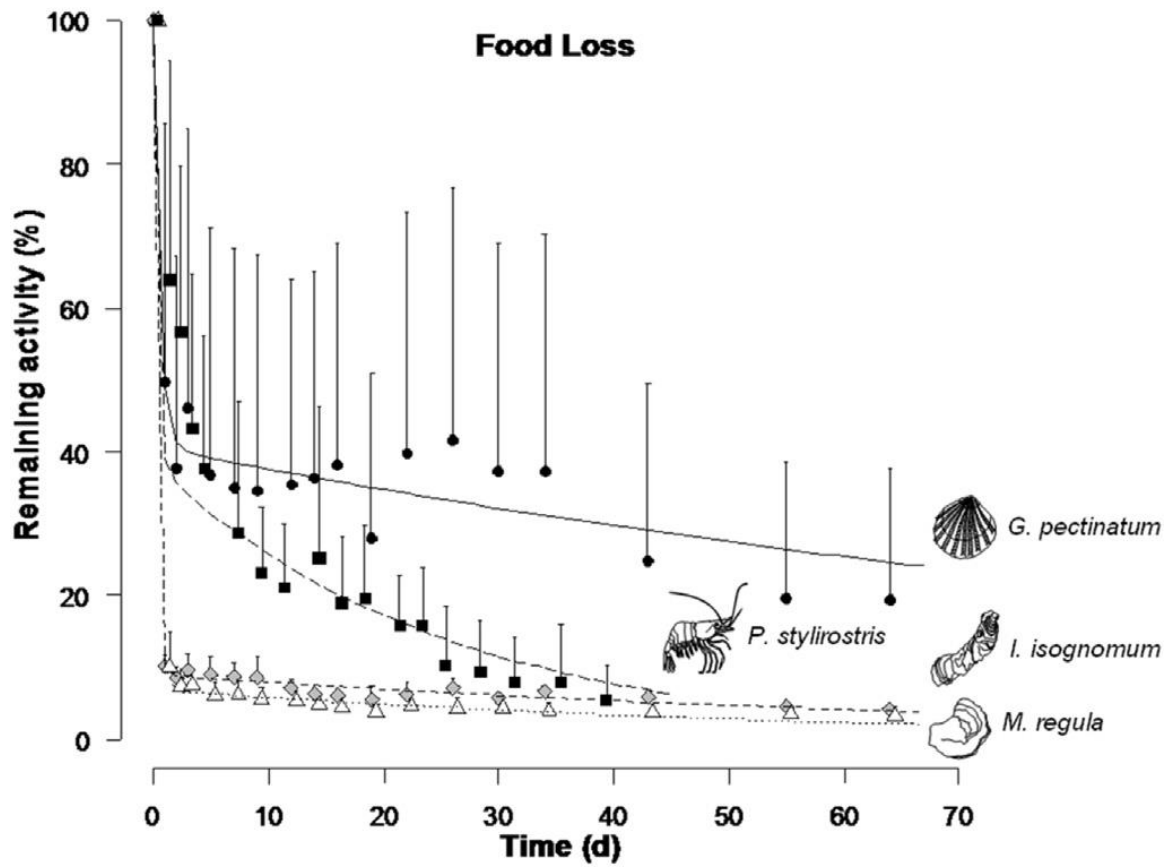 Food Loss
Remaining activity (%)
100
80
60
40
20
0
G. pectinatum
P. stylirostris
I. isognomum
M. regula
0 10 20 30 40 50 60 70
Time (d)